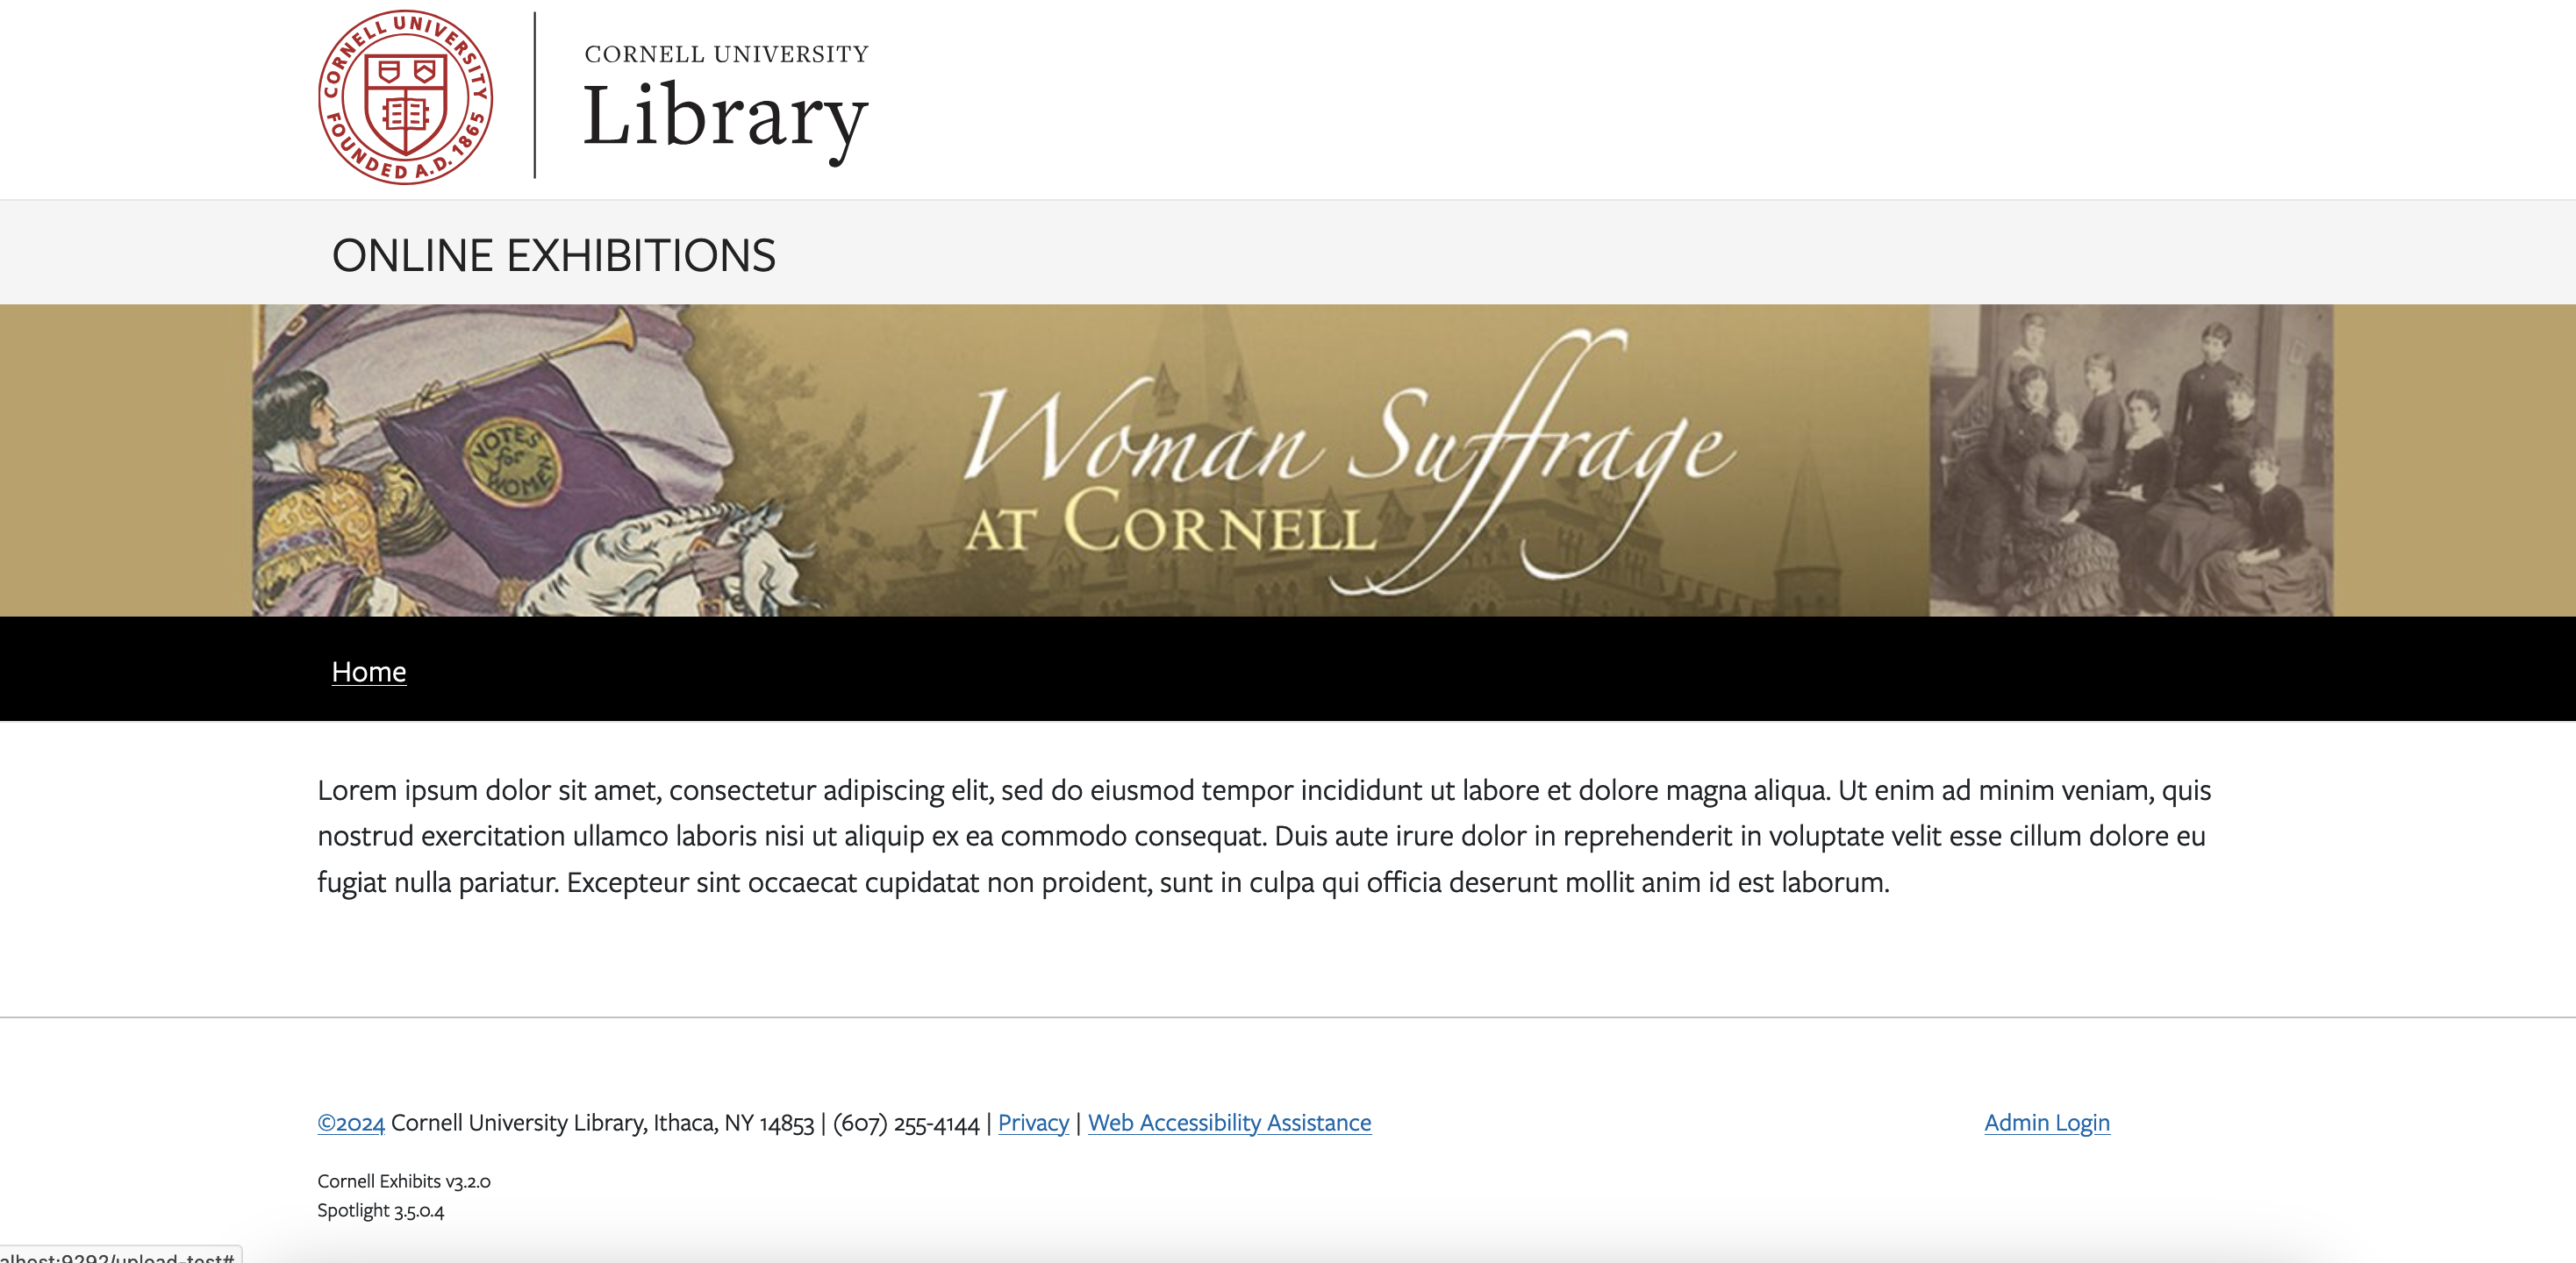 CORNELL UNIVERSITY
FOUNDED A.D. 1865
CORNELL UNIVERSITY
Library
ONLINE EXHIBITIONS
VOTES
for
WOMEN
Woman Suffrage
AT CORNELL
Home
Lorem ipsum dolor sit amet, consectetur adipiscing elit, sed do eiusmod tempor incididunt ut labore et dolore magna aliqua. Ut enim ad minim veniam, quis
nostrud exercitation ullamco laboris nisi ut aliquip ex ea commodo consequat. Duis aute irure dolor in reprehenderit in voluptate velit esse cillum dolore eu
fugiat nulla pariatur. Excepteur sint occaecat cupidatat non proident, sunt in culpa qui officia deserunt mollit anim id est laborum.
©2024 Cornell University Library, Ithaca, NY 14853 | (607) 255-4144 | Privacy | Web Accessibility Assistance
Admin Login
Cornell Exhibits v3.2.0
Spotlight 3.5.0.4
alhost:9292/upload-test#